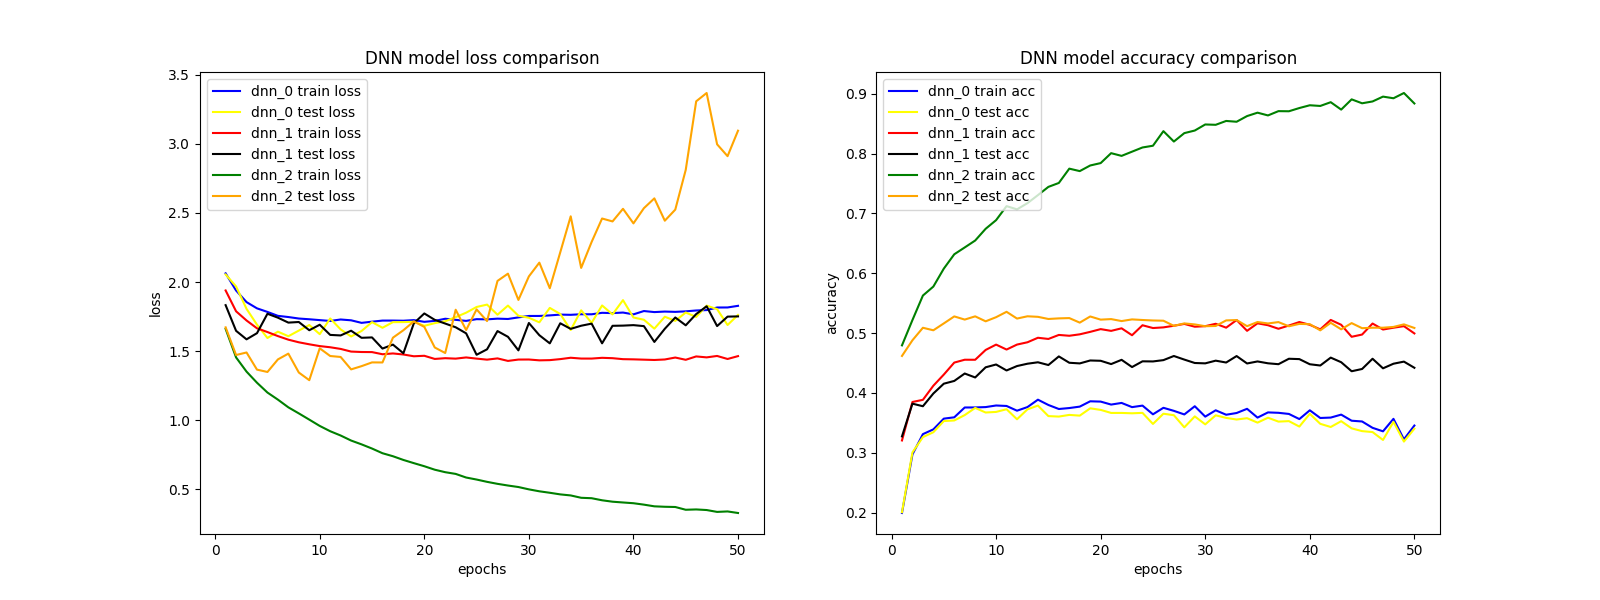 DNN model loss comparison
3.5
3.0
2.5
2.0
1.5
1.0
0.5
loss
dnn_0 train loss
dnn_0 test loss
dnn_1 train loss
dnn_1 test loss
dnn_2 train loss
dnn_2 test loss
0
10
20
30
40
50
epochs
DNN model accuracy comparison
0.9
0.8
0.7
0.6
0.5
0.4
0.3
0.2
accuracy
dnn_0 train acc
dnn_0 test acc
dnn_1 train acc
dnn_1 test acc
dnn_2 train acc
dnn_2 test acc
0
10
20
30
40
50
epochs